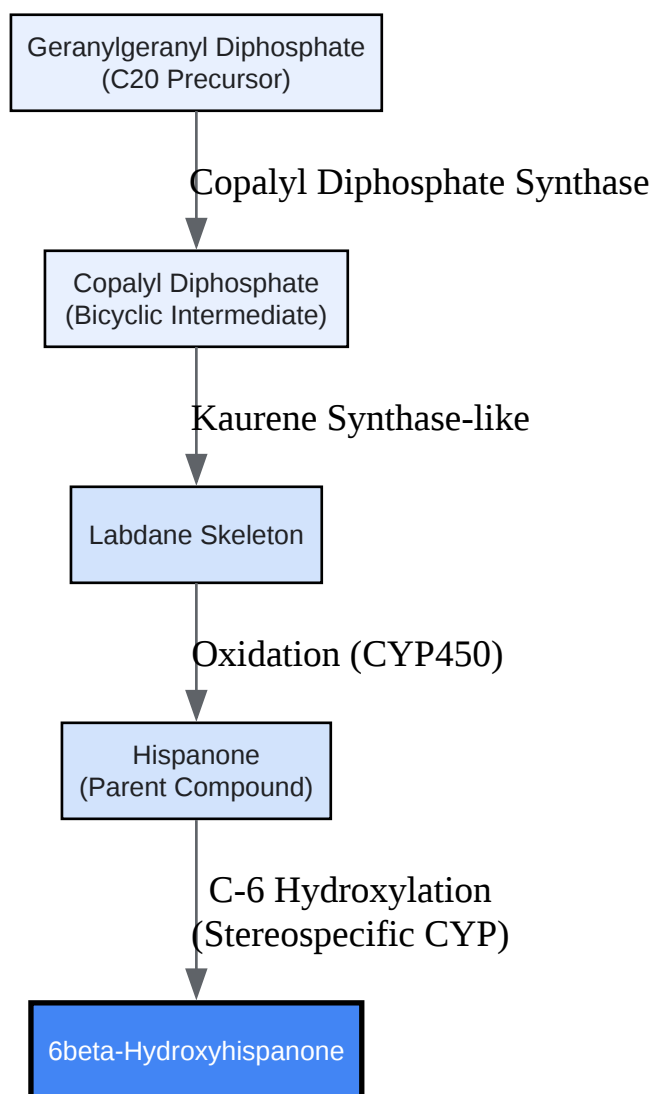 Geranylgeranyl Diphosphate
(C20 Precursor)
Copalyl Diphosphate Synthase
Copalyl Diphosphate
(Bicyclic Intermediate)
Kaurene Synthase-like
Labdane Skeleton
Oxidation (CYP450)
Hispanone
(Parent Compound)
C-6 Hydroxylation
(Stereospecific CYP)
6beta-Hydroxyhispanone